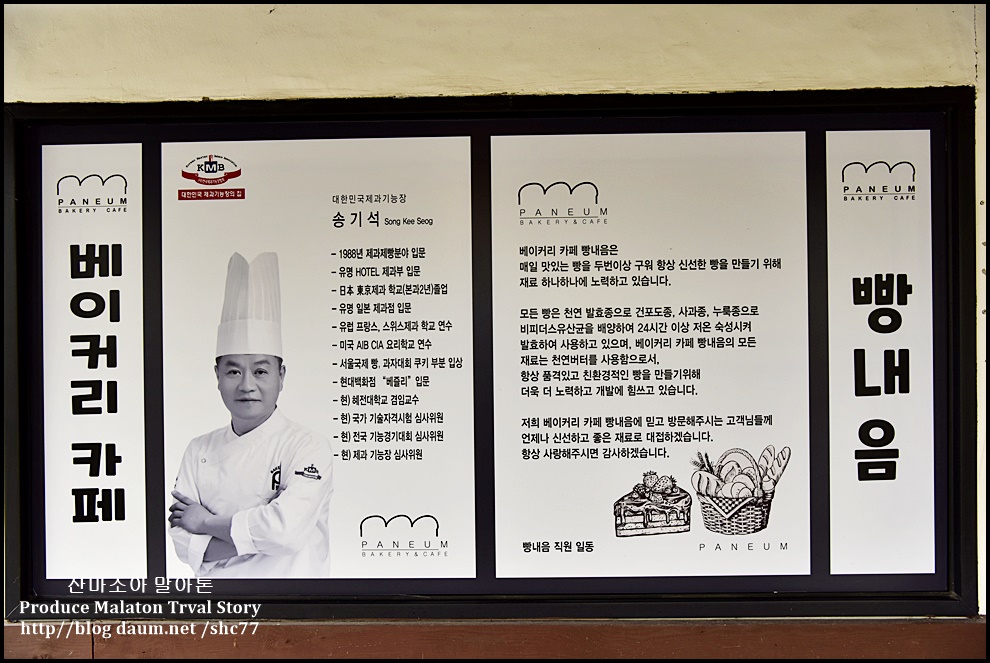 PANEUM
BAKERY CAFE
베이커리 카페
KMB
대한민국 제과기능장의 집
대한민국제과기능장
송기석 Song Kee Seog
- 1988년 제과제빵분야 입문
- 유명 HOTEL 제과부 입문
- 日本 東京제과 학교(본과2년)졸업
- 유명 일본 제과점 입문
- 유럽 프랑스, 스위스제과 학교 연수
- 미국 AIB CIA 요리학교 연수
- 서울국제 빵. 과자대회 쿠키 부분 입상
- 현대백화점 “베즐리” 입문
- 현) 혜전대학교 겸임교수
- 현) 국가 기술자격시험 심사위원
- 현) 전국 기능경기대회 심사위원
- 현) 제과 기능장 심사위원
KMB
PANEUM
BAKERY & CAFE
PANEUM
BAKERY & CAFE
베이커리 카페 빵내음은
매일 맛있는 빵을 두번이상 구워 항상 신선한 빵을 만들기 위해
재료 하나하나에 노력하고 있습니다.
모든 빵은 천연 발효종으로 건포도종, 사과종, 누룩종으로
비피더스유산균을 배양하여 24시간 이상 저온 숙성시켜
발효하여 사용하고 있으며, 베이커리 카페 빵내음의 모든
재료는 천연버터를 사용함으로서,
항상 품격있고 친환경적인 빵을 만들기위해
더욱 더 노력하고 개발에 힘쓰고 있습니다.
저희 베이커리 카페 빵내음에 믿고 방문해주시는 고객님들께
언제나 신선하고 좋은 재료로 대접하겠습니다.
항상 사랑해주시면 감사하겠습니다.
빵내음 직원 일동
PANEUM
PANEUM
BAKERY CAFE
빵내음
산마소야 말아톤
Produce Malaton Trval Story
http//blog daum.net /shc77